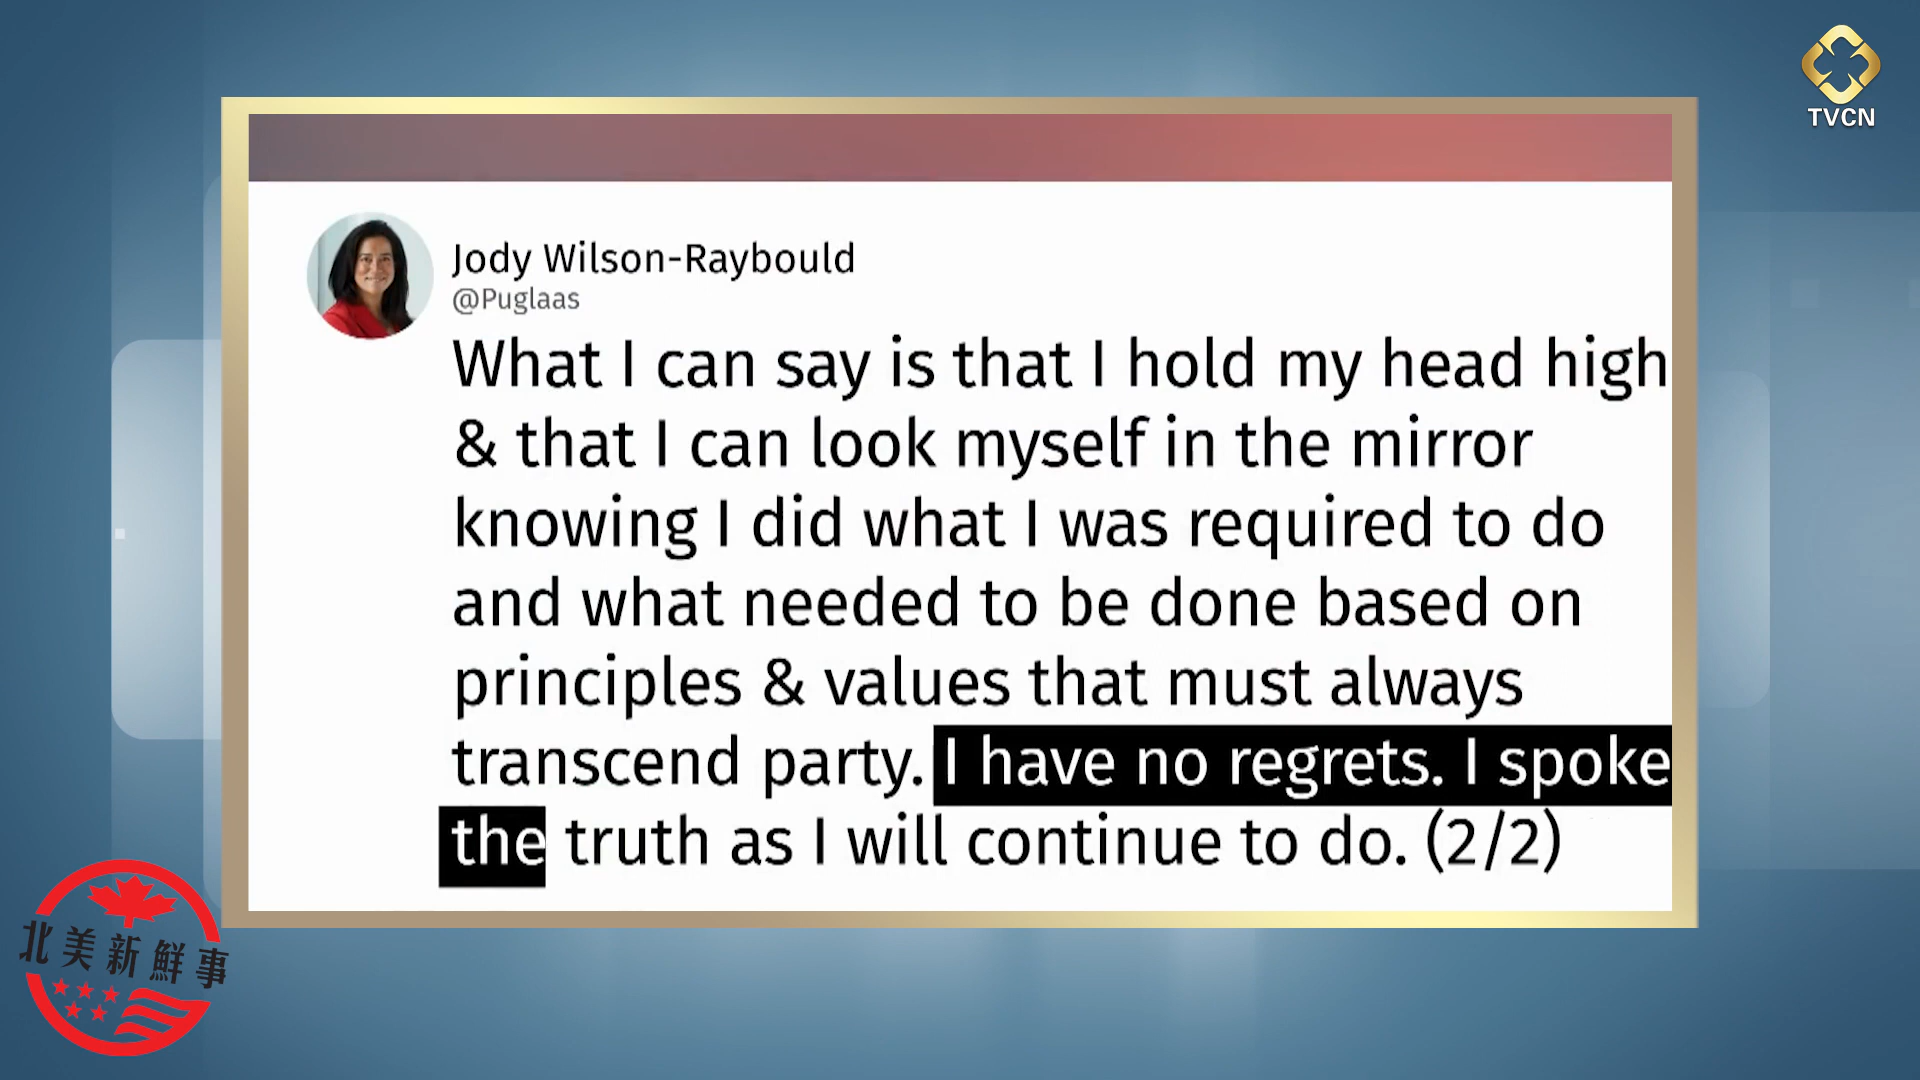 TVCN
Jody Wilson-Raybould
@Puglaas
What I can say is that I hold my head high
& that I can look myself in the mirror
knowing I did what I was required to do
and what needed to be done based on
principles & values that must always
transcend party. I have no regrets. I spoke
the truth as I will continue to do. (2/2)
北美新鮮事